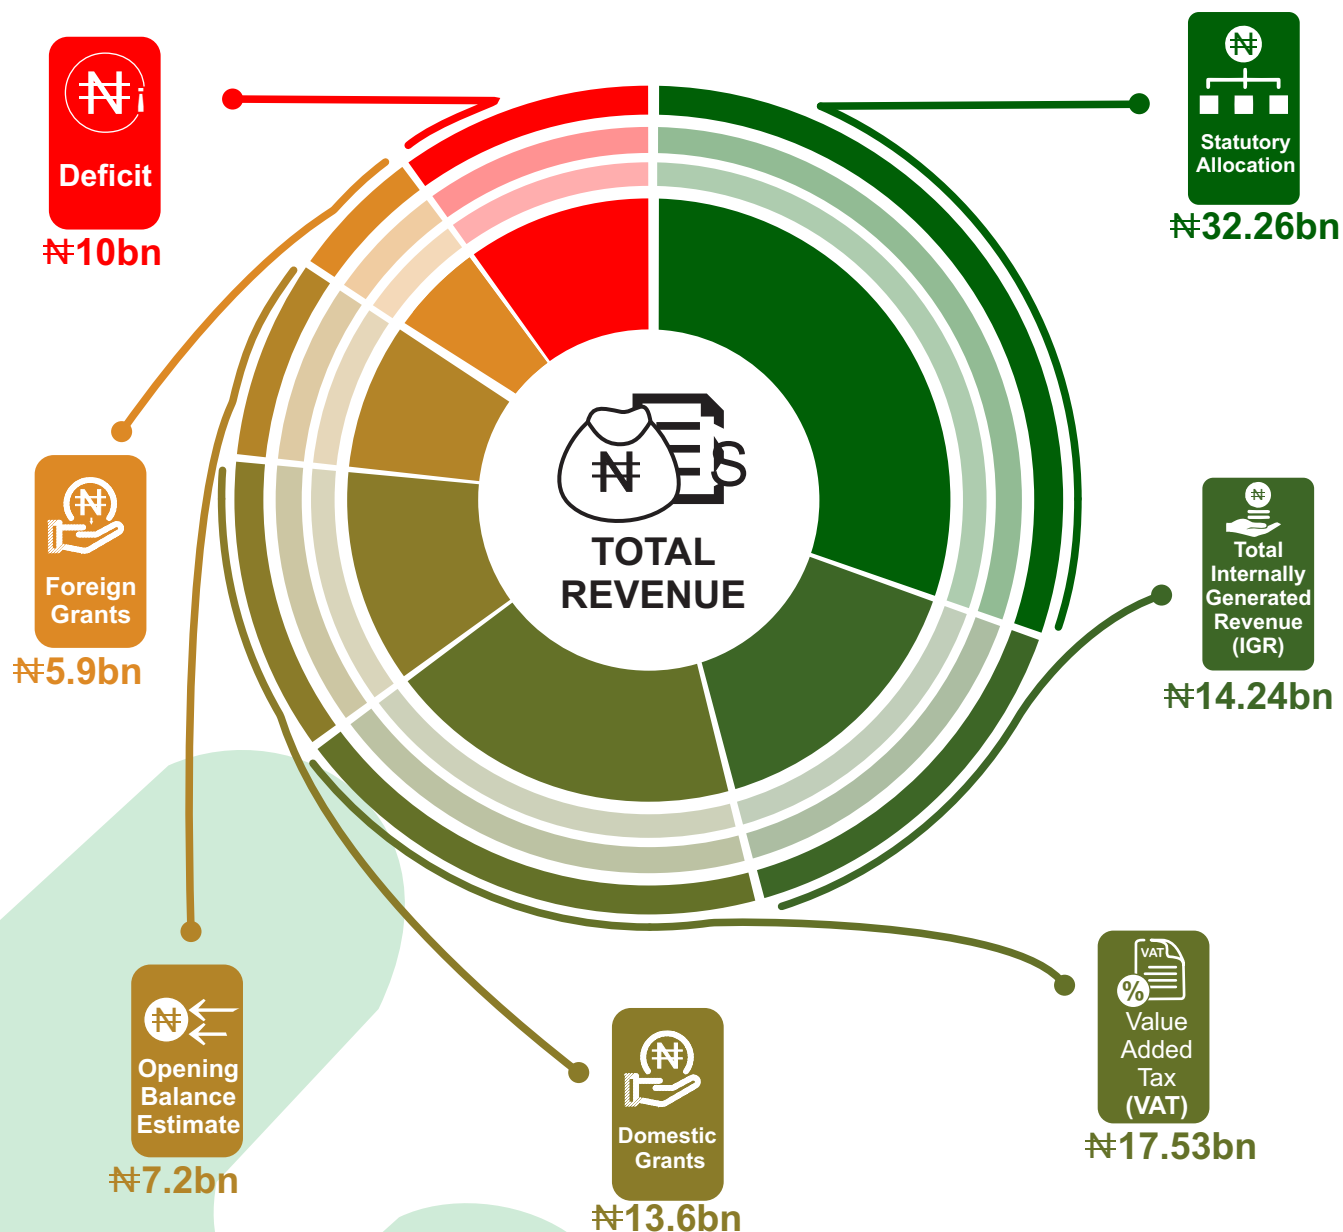 ₦¡
Deficit
₦10bn
₦
Statutory
Allocation
₦32.26bn
₦
Foreign
Grants
₦5.9bn
₦
S
TOTAL
REVENUE
₦
Total
Internally
Generated
Revenue
(IGR)
₦14.24bn
₦
Opening
Balance
Estimate
₦7.2bn
₦
Domestic
Grants
₦13.6bn
VAT
%
Value
Added
Tax
(VAT)
₦17.53bn